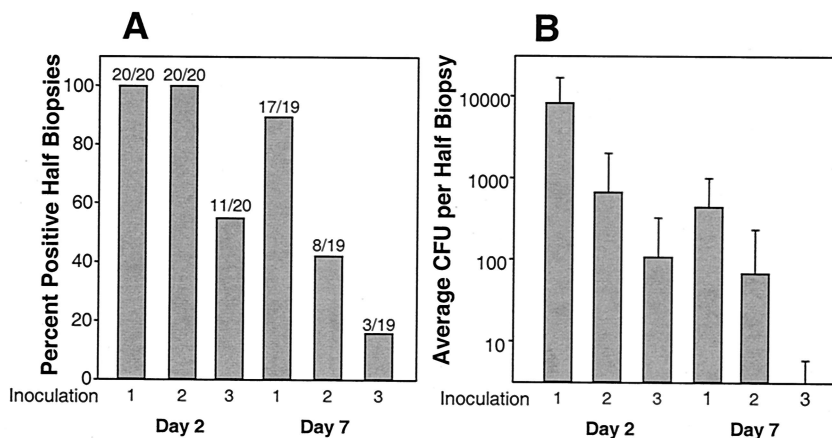 A
Percent Positive Half Biopsies
100
80
60
40
20
0
20/20 20/20
11/20
17/19
8/19
3/19
Inoculation 1 2 3 1 2 3
Day 2 Day 7
B
Average CFU per Half Biopsy
10000
1000
100
10
Inoculation 1 2 3 1 2 3
Day 2 Day 7